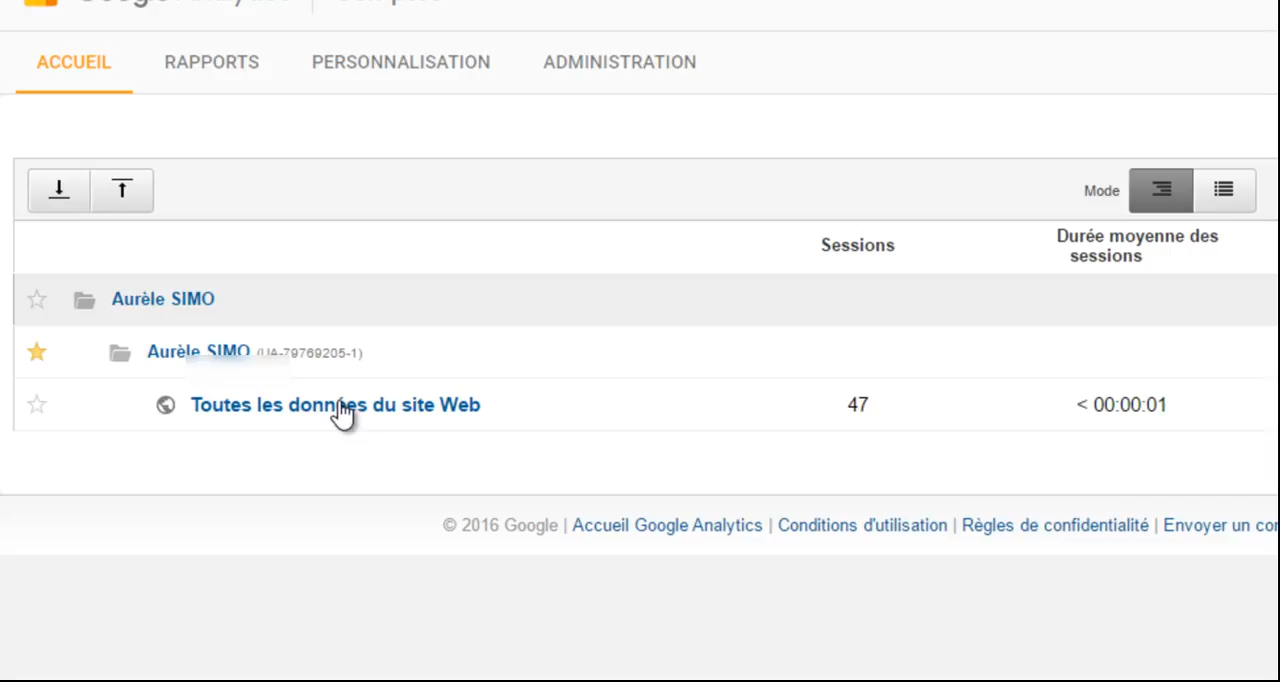 ACCUEIL RAPPORTS PERSONNALISATION ADMINISTRATION
Mode
Sessions
Durée moyenne des
sessions
Aurèle SIMO
Aurèle SIMO (UA-79769205-1)
Toutes les données du site Web 47 < 00:00:01
© 2016 Google | Accueil Google Analytics | Conditions d'utilisation | Règles de confidentialité | Envoyer un